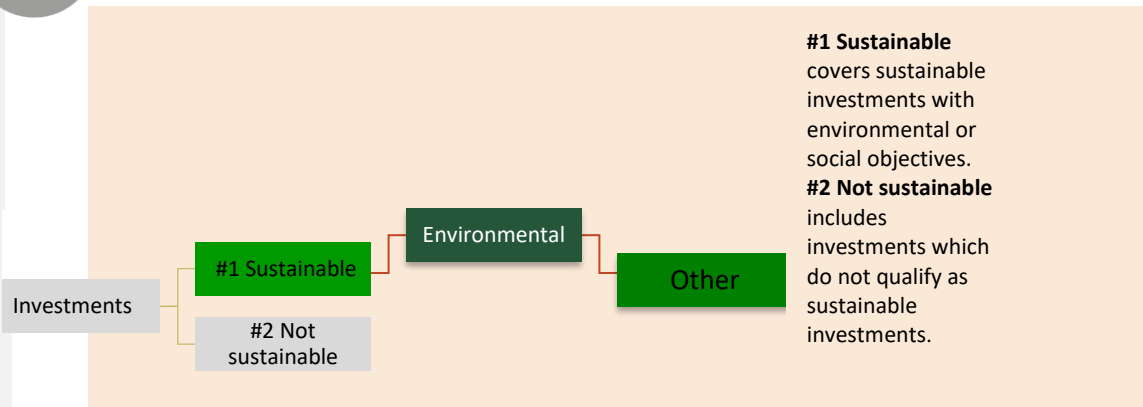 #1 Sustainable
covers sustainable
investments with
environmental or
social objectives.
#2 Not sustainable
includes
investments which
do not qualify as
sustainable
investments.
Investments
#1 Sustainable
#2 Not
sustainable
Environmental
Other